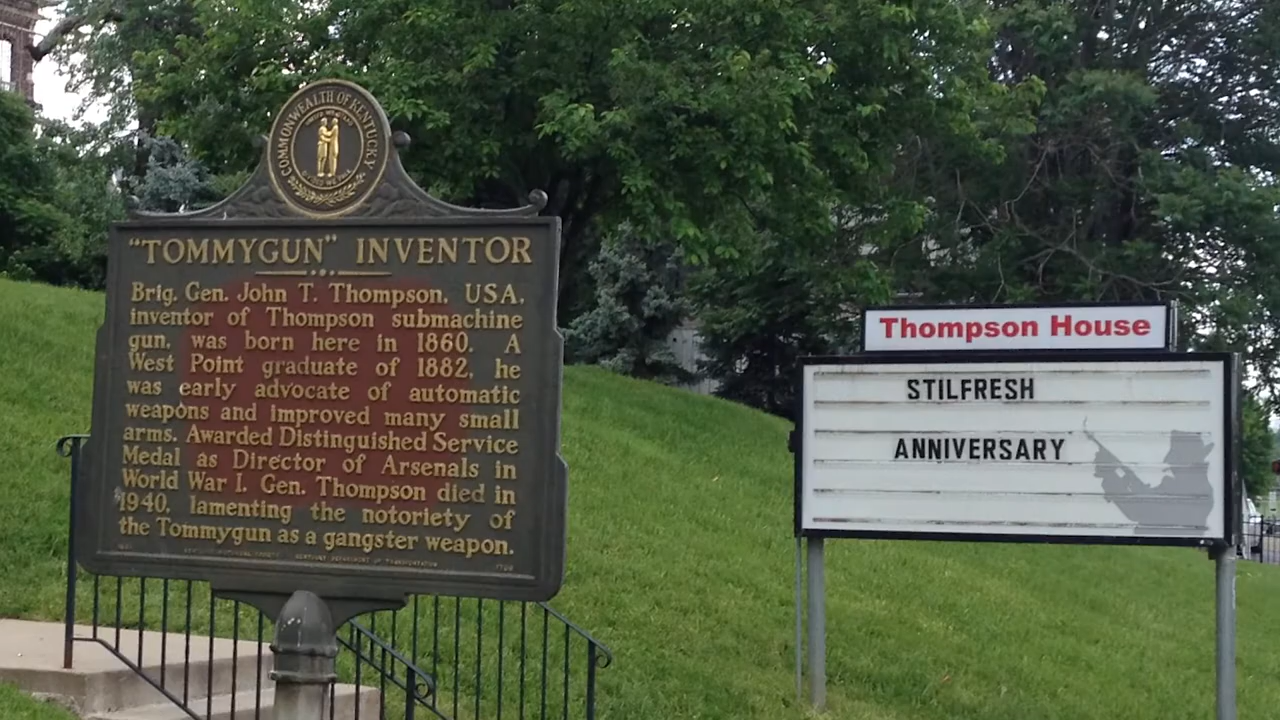 COMMONWEALTH OF KENTUCKY
"TOMMYGUN" INVENTOR
Brig. Gen. John T. Thompson, USA,
inventor of Thompson submachine
gun, was born here in 1860. A
West Point graduate of 1882, he
was early advocate of automatic
weapons and improved many small
arms. Awarded Distinguished Service
Medal as Director of Arsenals in
World War I. Gen. Thompson died in
1940, lamenting the notoriety of
the Tommygun as a gangster weapon.
Thompson House
STILFRESH
ANNIVERSARY